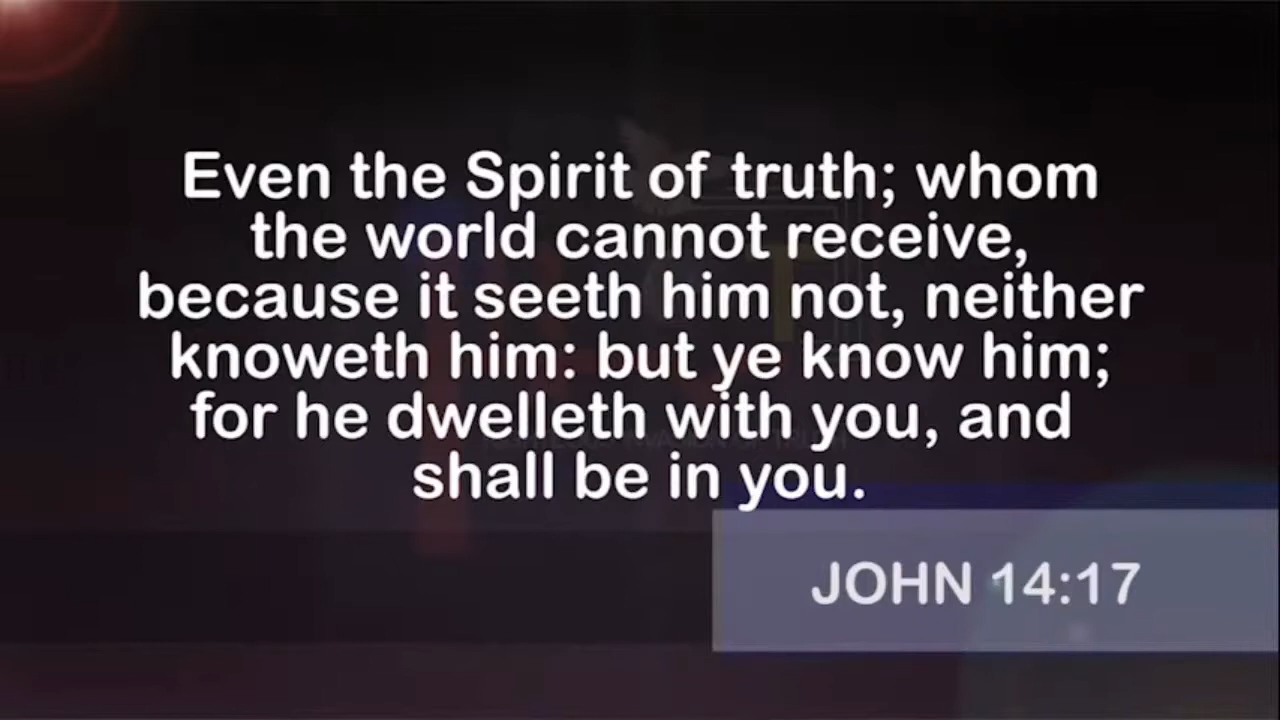 Even the Spirit of truth; whom
the world cannot receive,
because it seeth him not, neither
knoweth him: but ye know him;
for he dwelleth with you, and
shall be in you.
JOHN 14:17